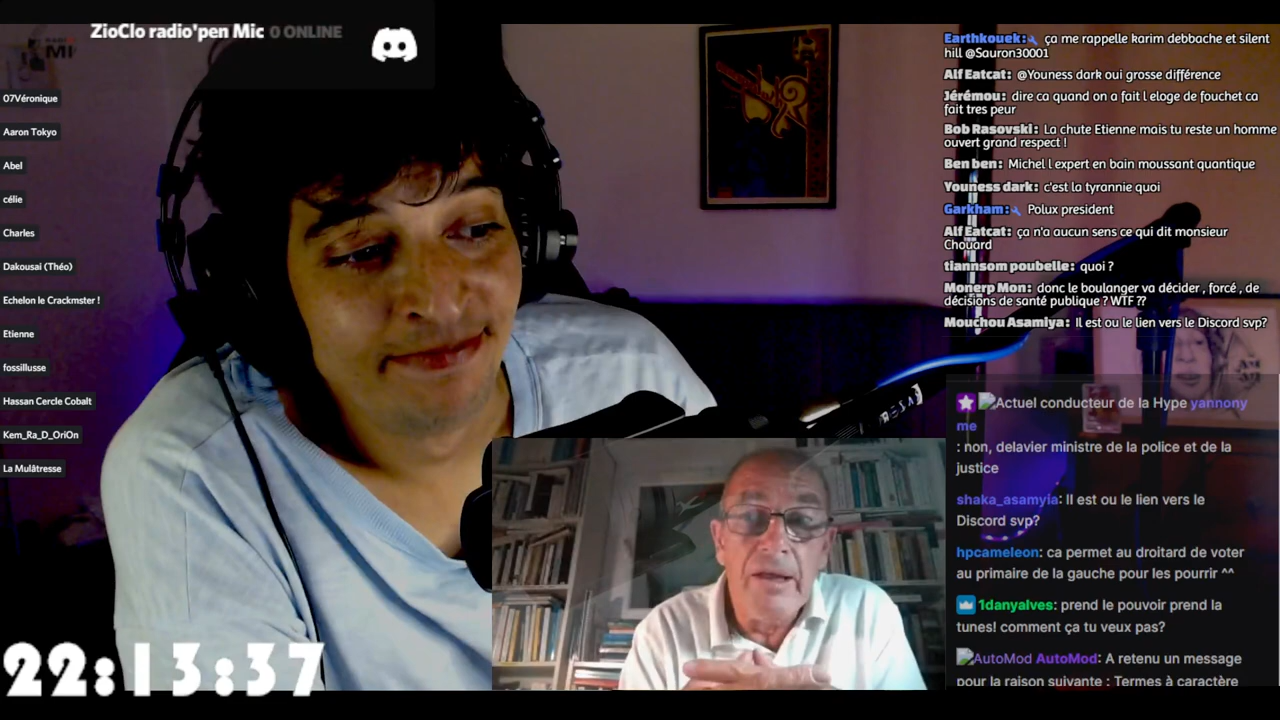 ZioClo radio'pen Mic 0 ONLINE
07Véronique
Aaron Tokyo
Abel
célie
Charles
Dakousai (Théo)
Echelon le Crackmster !
Etienne
fossillusse
Hassan Cercle Cobalt
Kem_Ra_D_OriOn
La Mulâtresse
22:13:37
Earthkouek: ça me rappelle karim debbache et silent
hill @Sauron30001
Alf Eatcat: @Youness dark oui grosse différence
Jérémou: dire ca quand on a fait l eloge de fouchet ca
fait tres peur
Bob Rasovski: La chute Etienne mais tu reste un homme
ouvert grand respect !
Ben ben: Michel l expert en bain moussant quantique
Youness dark: c'est la tyrannie quoi
Garkham: Polux president
Alf Eatcat: ça n'a aucun sens ce qui dit monsieur
Chouard
tiannsom poubelle: quoi ?
Monerp Mon: donc le boulanger va décider , forcé , de
décisions de santé publique ? WTF ??
Mouchou Asamiya: Il est ou le lien vers le Discord svp?
Actuel conducteur de la Hype yannony
me
: non, delavier ministre de la police et de la
justice
shaka_asamyia: Il est ou le lien vers le
Discord svp?
hpcameleon: ca permet au droitard de voter
au primaire de la gauche pour les pourrir ^^
1danyalves: prend le pouvoir prend la
tunes! comment ça tu veux pas?
AutoMod AutoMod: A retenu un message
pour la raison suivante : Termes à caractère